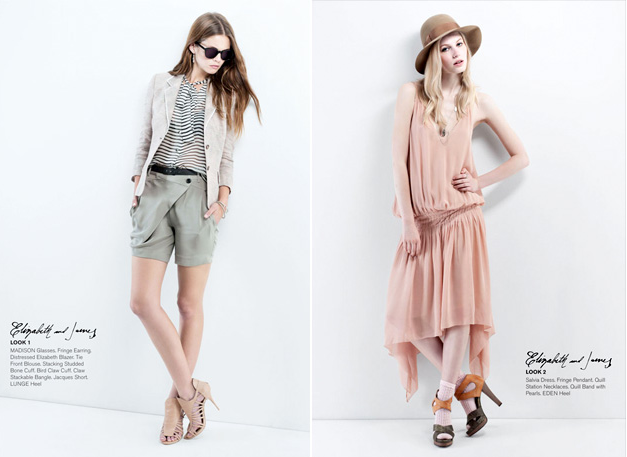 Elizabeth and James
LOOK 1
MADISON Glasses, Fringe Earring,
Distressed Elizabeth Blazer, Tie
Front Blouse, Stacking Studded
Bone Cuff, Bird Claw Cuff, Claw
Stackable Bangle, Jacques Short,
LUNGE Heel
Elizabeth and James
LOOK 2
Salvia Dress, Fringe Pendant, Quill
Station Necklaces, Quill Band with
Pearls, EDEN Heel